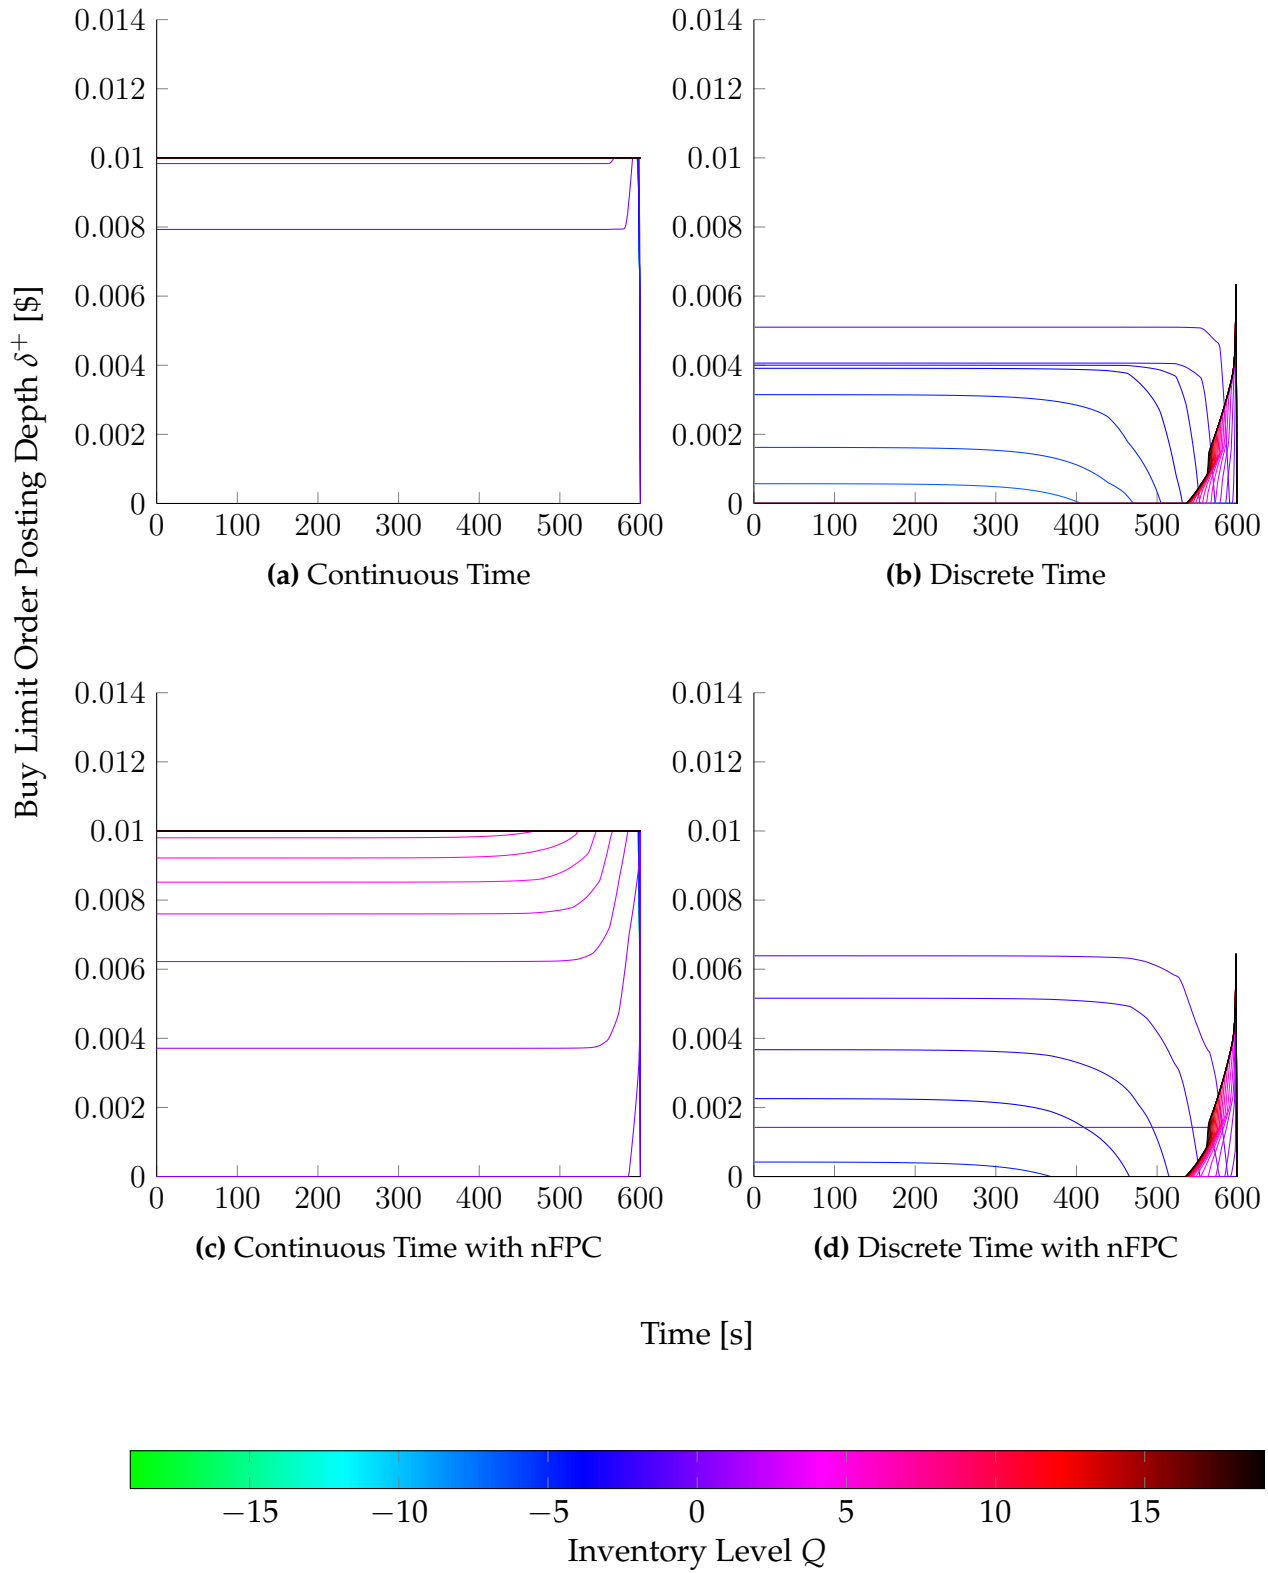 Buy Limit Order Posting Depth δ⁺ [$]
0.014
0.012
0.01
0.008
0.006
0.004
0.002
0
0 100 200 300 400 500 600
(a) Continuous Time
0.014
0.012
0.01
0.008
0.006
0.004
0.002
0
0 100 200 300 400 500 600
(b) Discrete Time
0.014
0.012
0.01
0.008
0.006
0.004
0.002
0
0 100 200 300 400 500 600
(c) Continuous Time with nFPC
0.014
0.012
0.01
0.008
0.006
0.004
0.002
0
0 100 200 300 400 500 600
(d) Discrete Time with nFPC
Time [s]
−15 −10 −5 0 5 10 15
Inventory Level Q